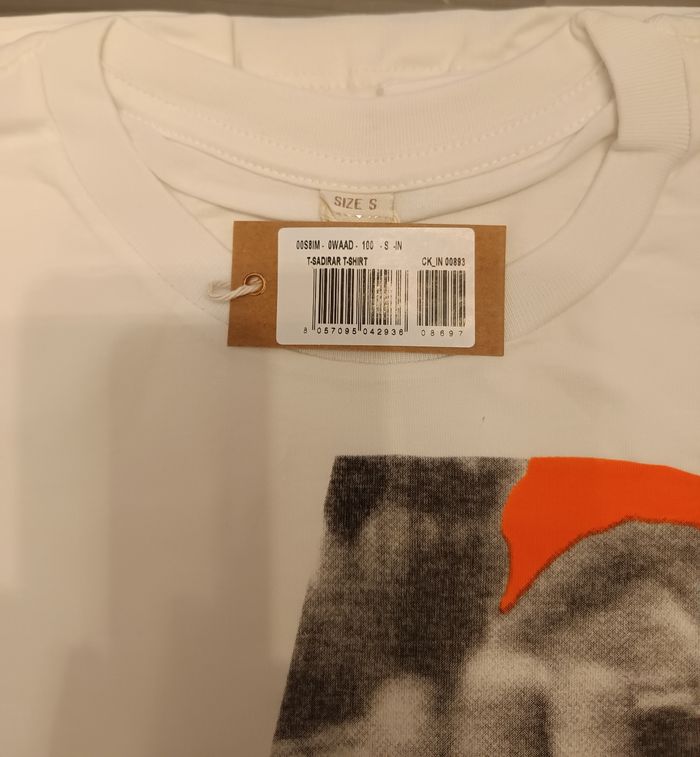 SIZE S
00S8IM - 0WAAD - 100 - S -IN
T-SADIRAR T-SHIRT CK_IN 00893
8 057095 042936 08697